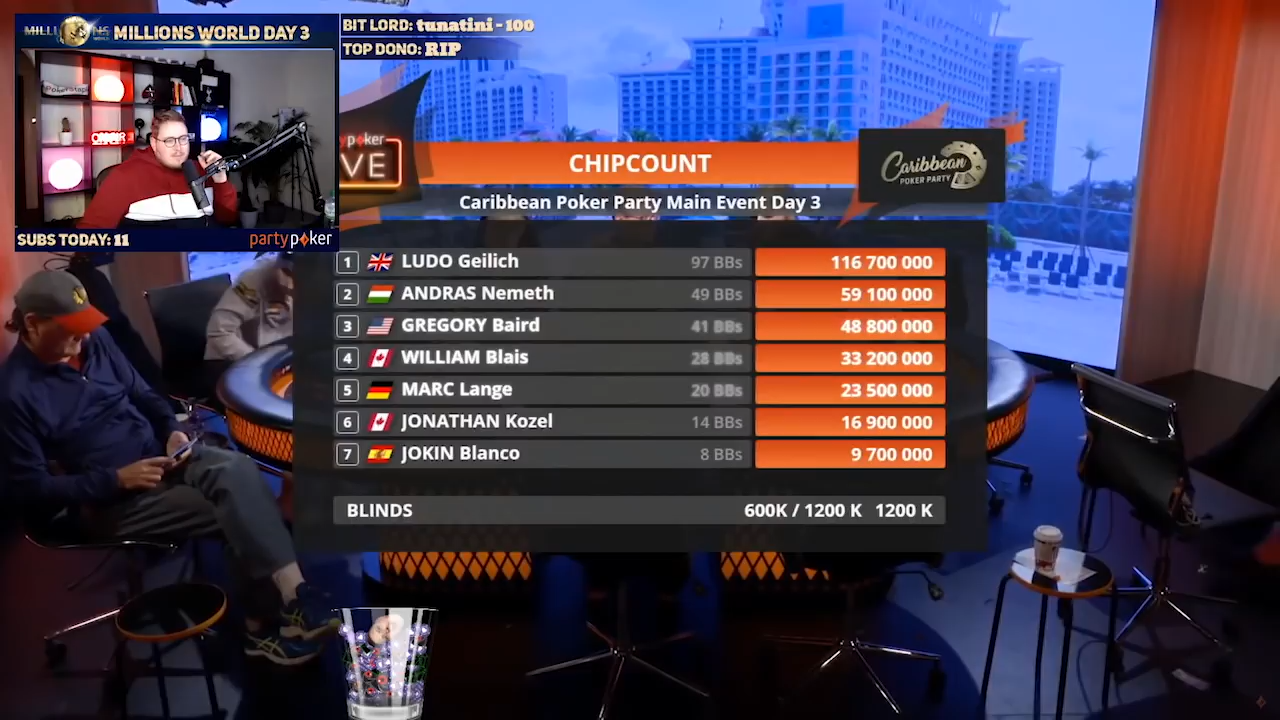 MILLIONS WORLD DAY 3
BIT LORD: tunatini - 100
TOP DONO: RIP
SUBS TODAY: 11
partypoker
VE
CHIPCOUNT
Caribbean
POKER PARTY
Caribbean Poker Party Main Event Day 3
1 LUDO Geilich 97 BBs 116 700 000
2 ANDRAS Nemeth 49 BBs 59 100 000
3 GREGORY Baird 41 BBs 48 800 000
4 WILLIAM Blais 28 BBs 33 200 000
5 MARC Lange 20 BBs 23 500 000
6 JONATHAN Kozel 14 BBs 16 900 000
7 JOKIN Blanco 8 BBs 9 700 000
BLINDS 600K / 1200 K 1200 K